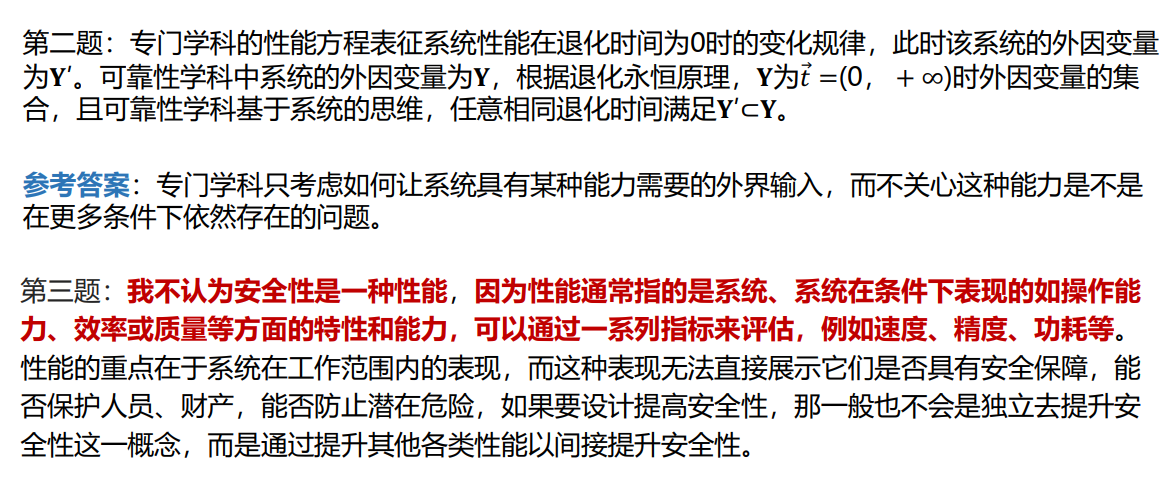 第二题：专门学科的性能方程表征系统性能在退化时间为0时的变化规律，此时该系统的外因变量
为Y′。可靠性学科中系统的外因变量为Y，根据退化永恒原理，Y为t⃗ =(0， + ∞)时外因变量的集
合，且可靠性学科基于系统的思维，任意相同退化时间满足Y′⊂Y。
参考答案：专门学科只考虑如何让系统具有某种能力需要的外界输入，而不关心这种能力是不是
在更多条件下依然存在的问题。
第三题：我不认为安全性是一种性能，因为性能通常指的是系统、系统在条件下表现的如操作能
力、效率或质量等方面的特性和能力，可以通过一系列指标来评估，例如速度、精度、功耗等。
性能的重点在于系统在工作范围内的表现，而这种表现无法直接展示它们是否具有安全保障，能
否保护人员、财产，能否防止潜在危险，如果要设计提高安全性，那一般也不会是独立去提升安
全性这一概念，而是通过提升其他各类性能以间接提升安全性。